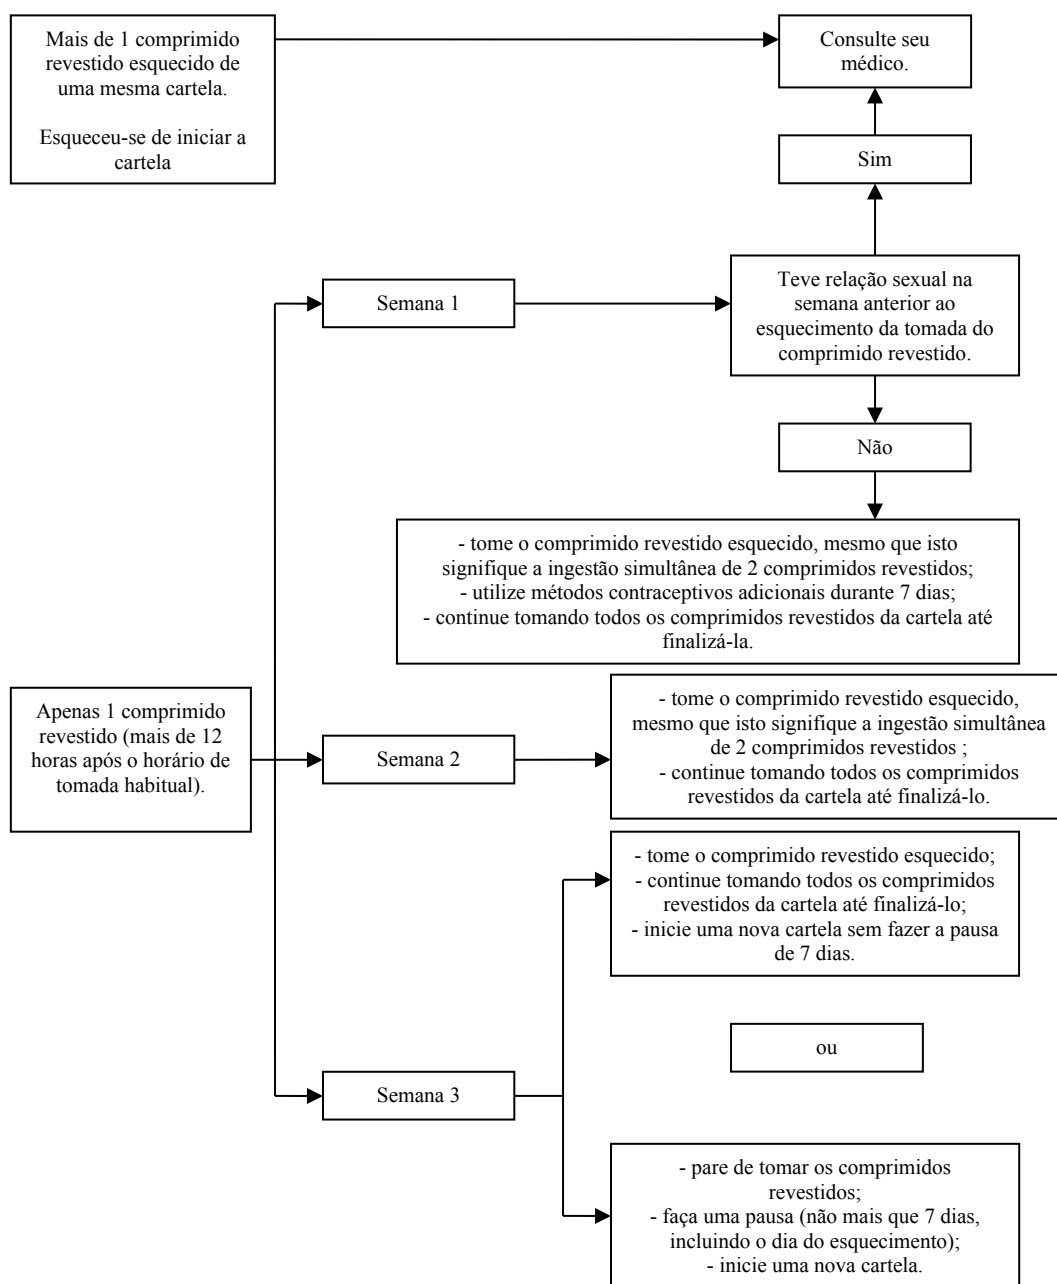 Mais de 1 comprimido
revestido esquecido de
uma mesma cartela.
Esqueceu-se de iniciar a
cartela
Consulte seu
médico.
Sim
Semana 1
Teve relação sexual na
semana anterior ao
esquecimento da tomada do
comprimido revestido.
Não
- tome o comprimido revestido esquecido, mesmo que isto
signifique a ingestão simultânea de 2 comprimidos revestidos;
- utilize métodos contraceptivos adicionais durante 7 dias;
- continue tomando todos os comprimidos revestidos da cartela até
finalizá-la.
Apenas 1 comprimido
revestido (mais de 12
horas após o horário de
tomada habitual).
Semana 2
- tome o comprimido revestido esquecido,
mesmo que isto signifique a ingestão simultânea
de 2 comprimidos revestidos ;
- continue tomando todos os comprimidos
revestidos da cartela até finalizá-lo.
- tome o comprimido revestido esquecido;
- continue tomando todos os comprimidos
revestidos da cartela até finalizá-lo;
- inicie uma nova cartela sem fazer a pausa
de 7 dias.
ou
Semana 3
- pare de tomar os comprimidos
revestidos;
- faça uma pausa (não mais que 7 dias,
incluindo o dia do esquecimento);
- inicie uma nova cartela.